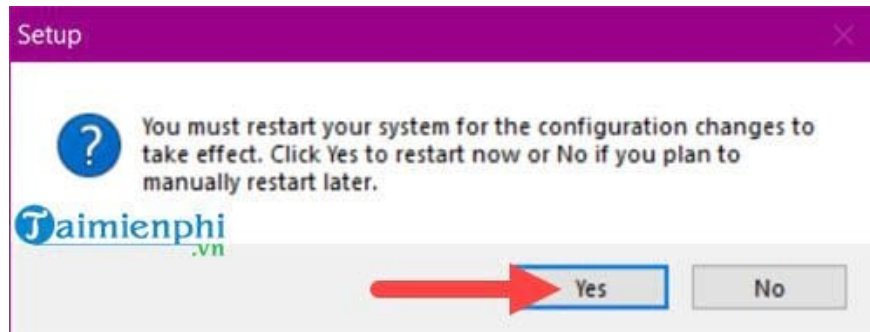 Setup
You must restart your system for the configuration changes to
take effect. Click Yes to restart now or No if you plan to
manually restart later.
Taimienphi
.vn
Yes
No